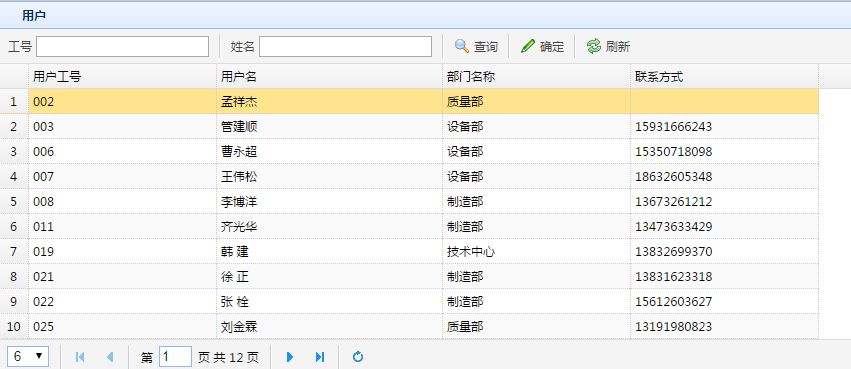 用户
工号 姓名 查询 确定 刷新
用户工号 用户名 部门名称 联系方式
1 002 孟祥杰 质量部
2 003 管建顺 设备部 15931666243
3 006 曹永超 设备部 15350718098
4 007 王伟松 设备部 18632605348
5 008 李博洋 制造部 13673261212
6 011 齐光华 制造部 13473633429
7 019 韩 建 技术中心 13832699370
8 021 徐 正 制造部 13831623318
9 022 张 栓 制造部 15612603627
10 025 刘金霖 质量部 13191980823
6 第 1 页 共 12 页